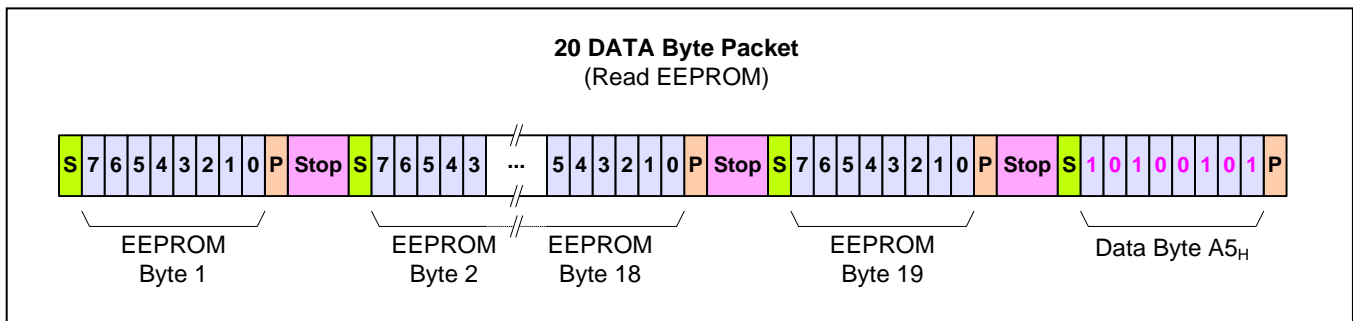 20 DATA Byte Packet
(Read EEPROM)
S 7 6 5 4 3 2 1 0 P Stop S 7 6 5 4 3 ... 5 4 3 2 1 0 P Stop S 7 6 5 4 3 2 1 0 P Stop S 1 0 1 0 0 1 0 1 P
EEPROM EEPROM EEPROM EEPROM Data Byte A5H
Byte 1 Byte 2 Byte 18 Byte 19